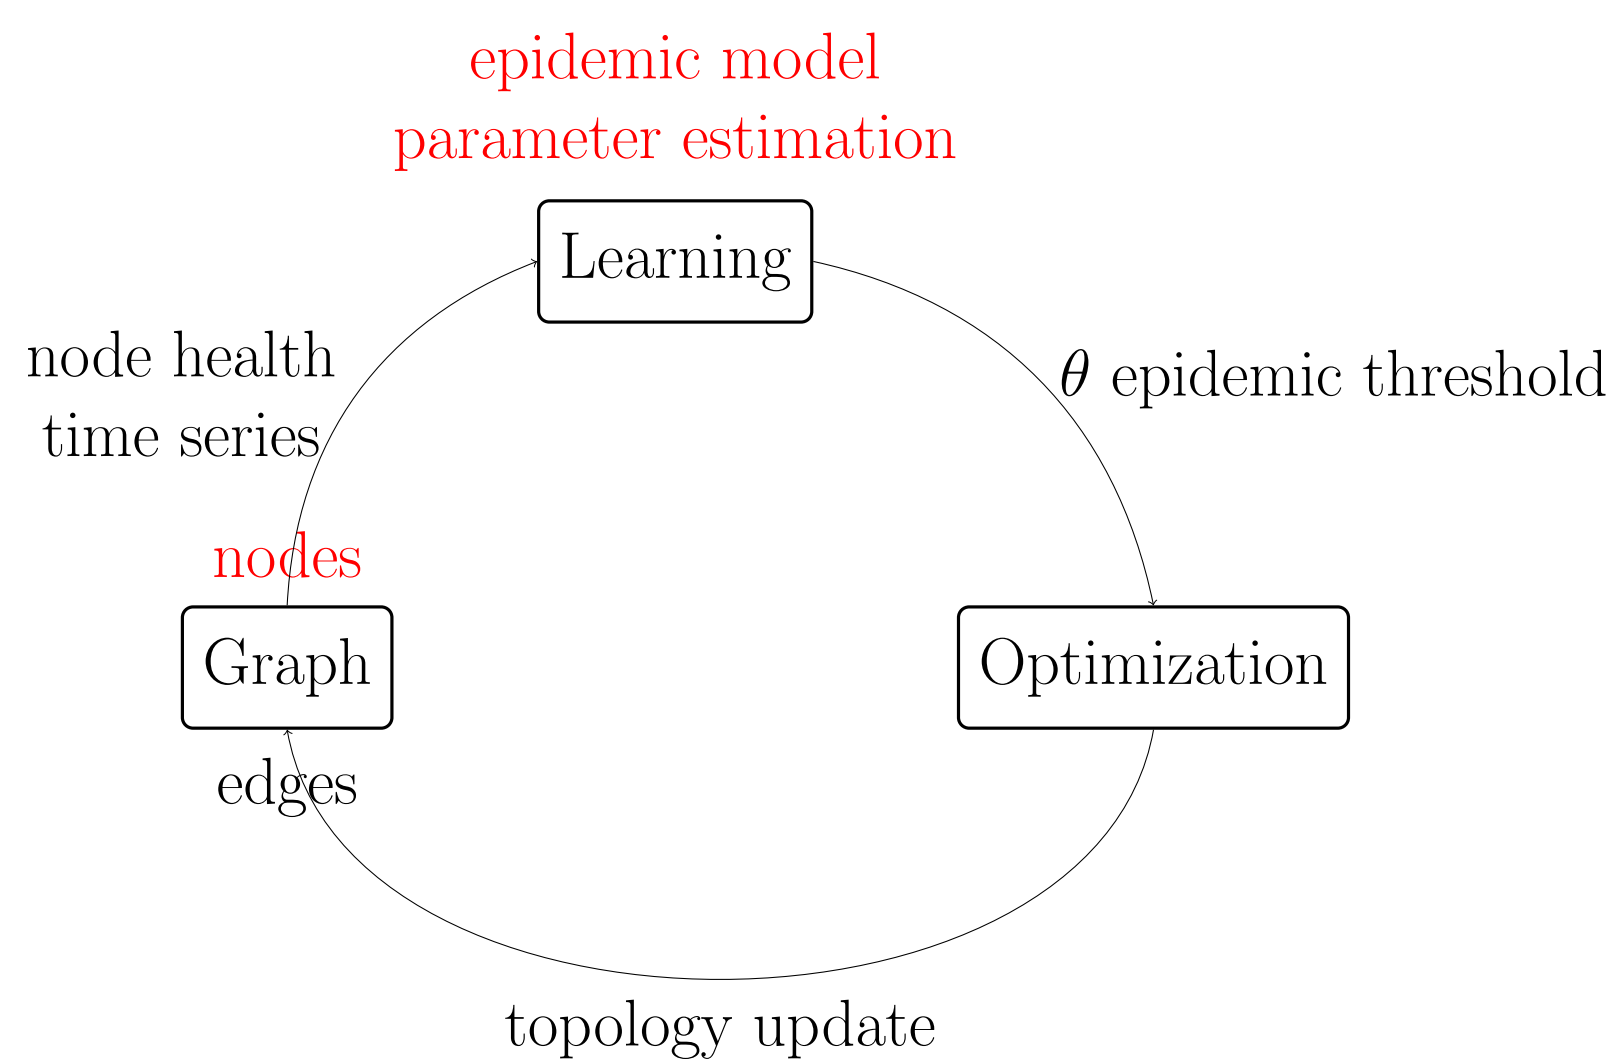 epidemic model
parameter estimation
Learning
node health
time series
θ epidemic threshold
nodes
Graph
Optimization
edges
topology update